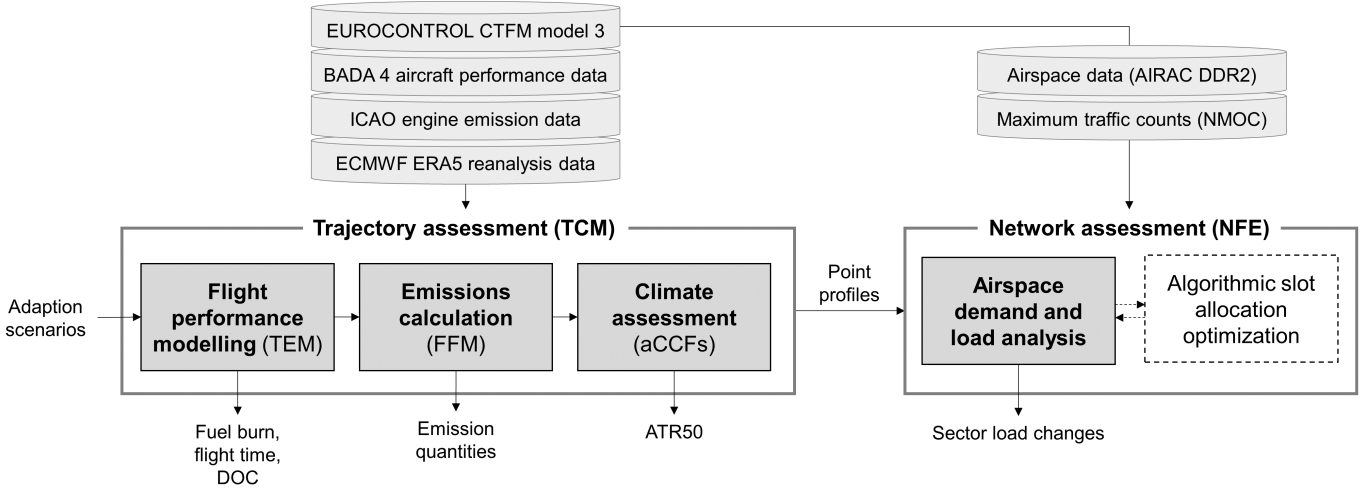 EUROCONTROL CTFM model 3
BADA 4 aircraft performance data
ICAO engine emission data
ECMWF ERA5 reanalysis data
Airspace data (AIRAC DDR2)
Maximum traffic counts (NMOC)
Trajectory assessment (TCM)
Adaption
scenarios
Flight
performance
modelling (TEM)
Emissions
calculation
(FFM)
Climate
assessment
(aCCFs)
Fuel burn,
flight time,
DOC
Emission
quantities
ATR50
Point
profiles
Network assessment (NFE)
Airspace
demand and
load analysis
Algorithmic slot
allocation
optimization
Sector load changes